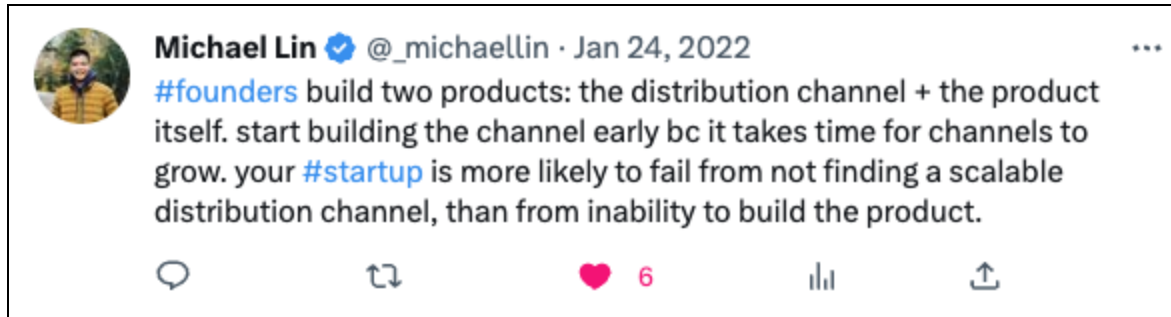 Michael Lin @_michaellin · Jan 24, 2022
#founders build two products: the distribution channel + the product
itself. start building the channel early bc it takes time for channels to
grow. your #startup is more likely to fail from not finding a scalable
distribution channel, than from inability to build the product.
6